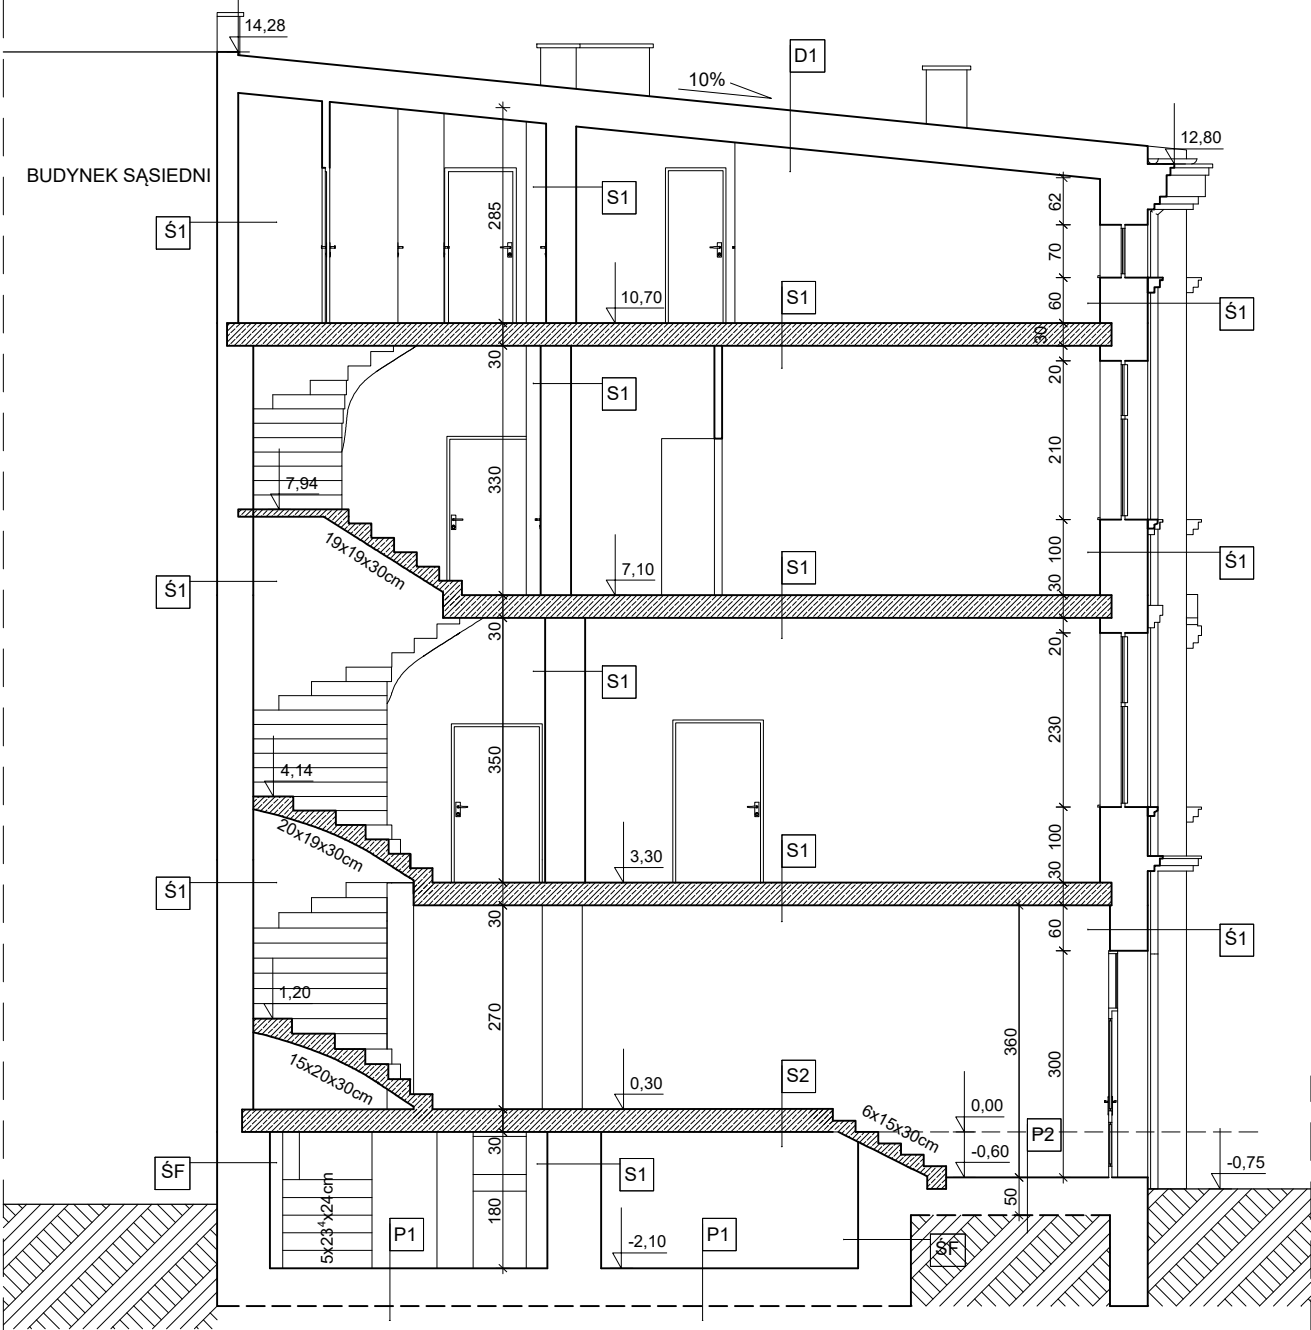 14,28
D1
10%
12,80
BUDYNEK SĄSIEDNI
S1
62
285
Ś1
70
10,70
S1
60
Ś1
30
30
20
S1
210
330
7,94
19x19x30cm
100
Ś1
7,10
S1
30
Ś1
30
20
S1
230
350
4,14
20x19x30cm
100
3,30
S1
30
Ś1
30
60
Ś1
1,20
270
360
300
15x20x30cm
S2
0,30
6x15x30cm
0,00
P2
-0,60
-0,75
30
ŚF
S1
5x23⁴x24cm
180
50
P1
-2,10
P1
ŚF